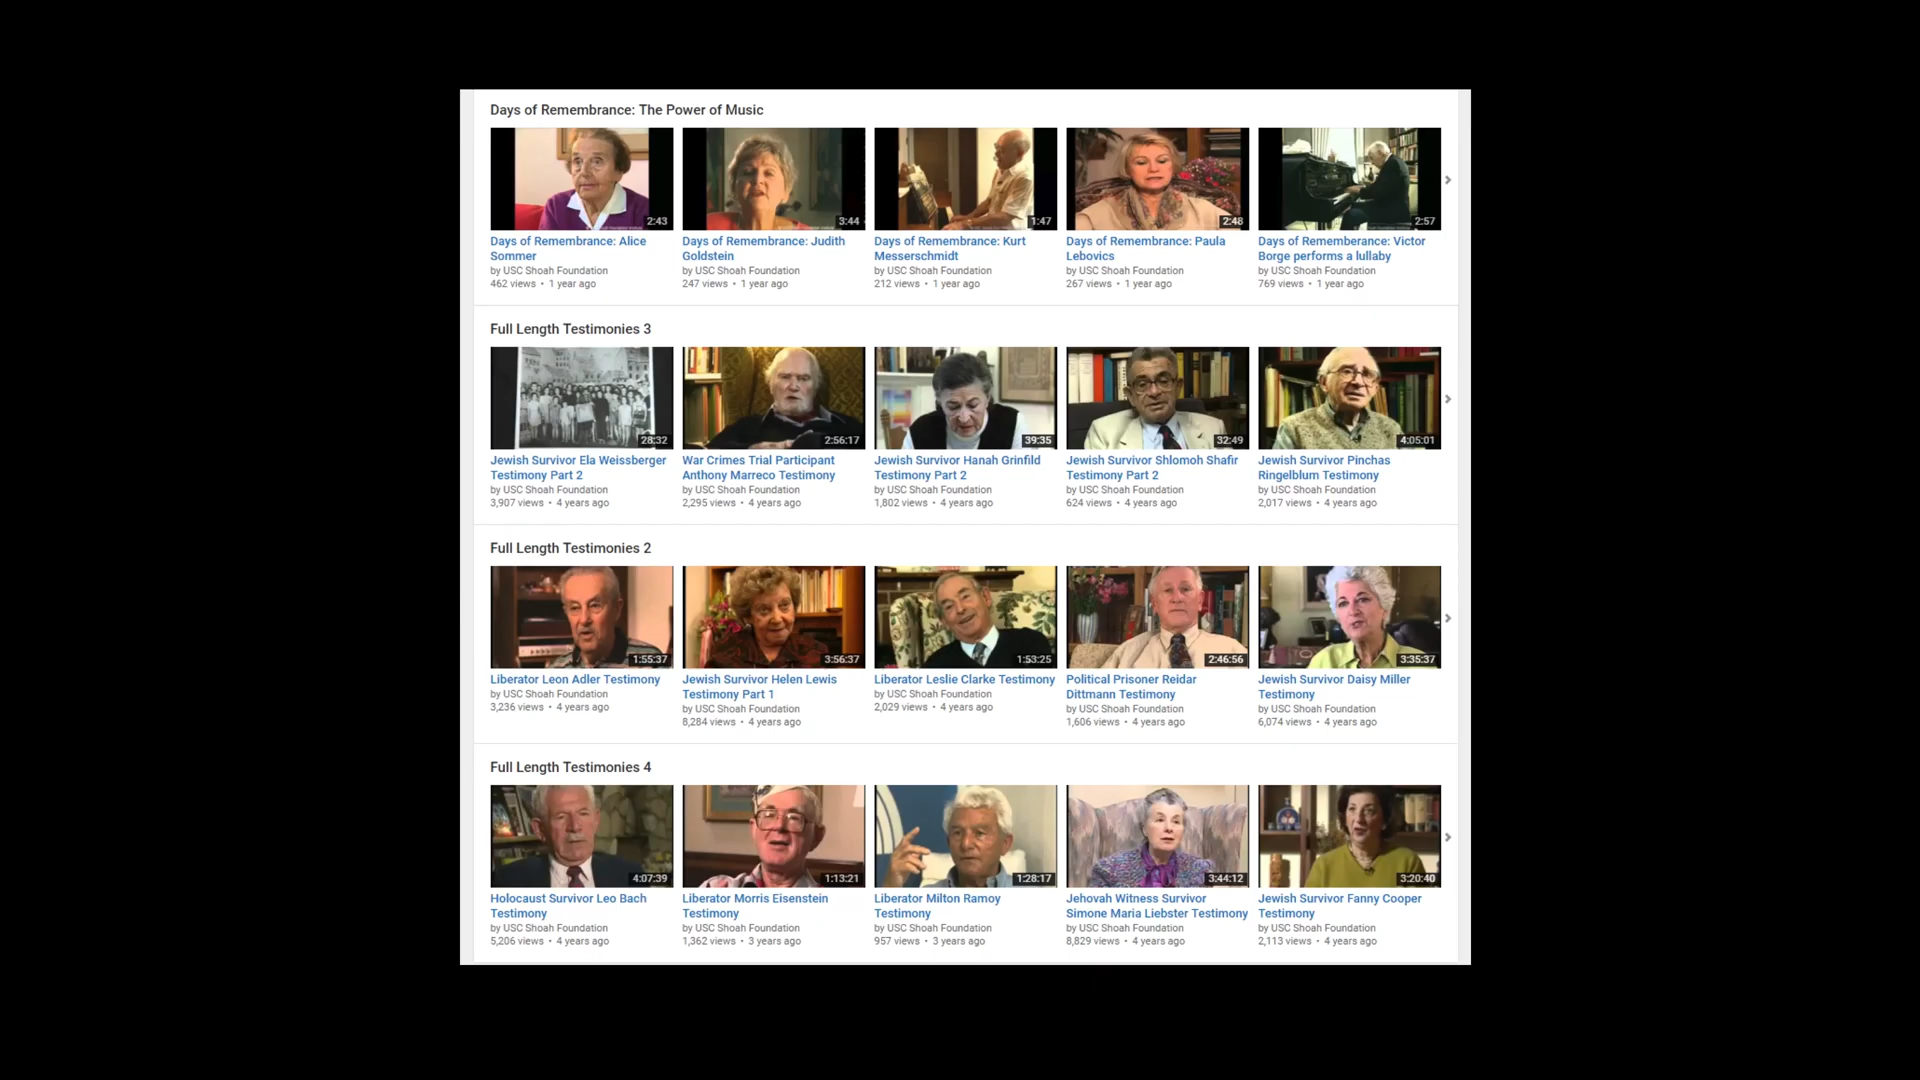 Days of Remembrance: The Power of Music
2:43
3:44
1:47
2:48
2:57
Days of Remembrance: Alice
Sommer
by USC Shoah Foundation
462 views • 1 year ago
Days of Remembrance: Judith
Goldstein
by USC Shoah Foundation
247 views • 1 year ago
Days of Remembrance: Kurt
Messerschmidt
by USC Shoah Foundation
212 views • 1 year ago
Days of Remembrance: Paula
Lebovics
by USC Shoah Foundation
267 views • 1 year ago
Days of Rememberance: Victor
Borge performs a lullaby
by USC Shoah Foundation
769 views • 1 year ago
Full Length Testimonies 3
28:32
2:56:17
39:35
32:49
4:05:01
Jewish Survivor Ela Weissberger
Testimony Part 2
by USC Shoah Foundation
3,907 views • 4 years ago
War Crimes Trial Participant
Anthony Marreco Testimony
by USC Shoah Foundation
2,295 views • 4 years ago
Jewish Survivor Hanah Grinfild
Testimony Part 2
by USC Shoah Foundation
1,802 views • 4 years ago
Jewish Survivor Shlomoh Shafir
Testimony Part 2
by USC Shoah Foundation
624 views • 4 years ago
Jewish Survivor Pinchas
Ringelblum Testimony
by USC Shoah Foundation
2,017 views • 4 years ago
Full Length Testimonies 2
1:55:37
3:56:37
1:53:25
2:46:56
3:35:37
Liberator Leon Adler Testimony
by USC Shoah Foundation
3,236 views • 4 years ago
Jewish Survivor Helen Lewis
Testimony Part 1
by USC Shoah Foundation
8,284 views • 4 years ago
Liberator Leslie Clarke Testimony
by USC Shoah Foundation
2,029 views • 4 years ago
Political Prisoner Reidar
Dittmann Testimony
by USC Shoah Foundation
1,606 views • 4 years ago
Jewish Survivor Daisy Miller
Testimony
by USC Shoah Foundation
6,074 views • 4 years ago
Full Length Testimonies 4
4:07:39
1:13:21
1:28:17
3:44:12
3:20:40
Holocaust Survivor Leo Bach
Testimony
by USC Shoah Foundation
5,206 views • 4 years ago
Liberator Morris Eisenstein
Testimony
by USC Shoah Foundation
1,362 views • 3 years ago
Liberator Milton Ramoy
Testimony
by USC Shoah Foundation
957 views • 3 years ago
Jehovah Witness Survivor
Simone Maria Liebster Testimony
by USC Shoah Foundation
8,829 views • 4 years ago
Jewish Survivor Fanny Cooper
Testimony
by USC Shoah Foundation
2,113 views • 4 years ago